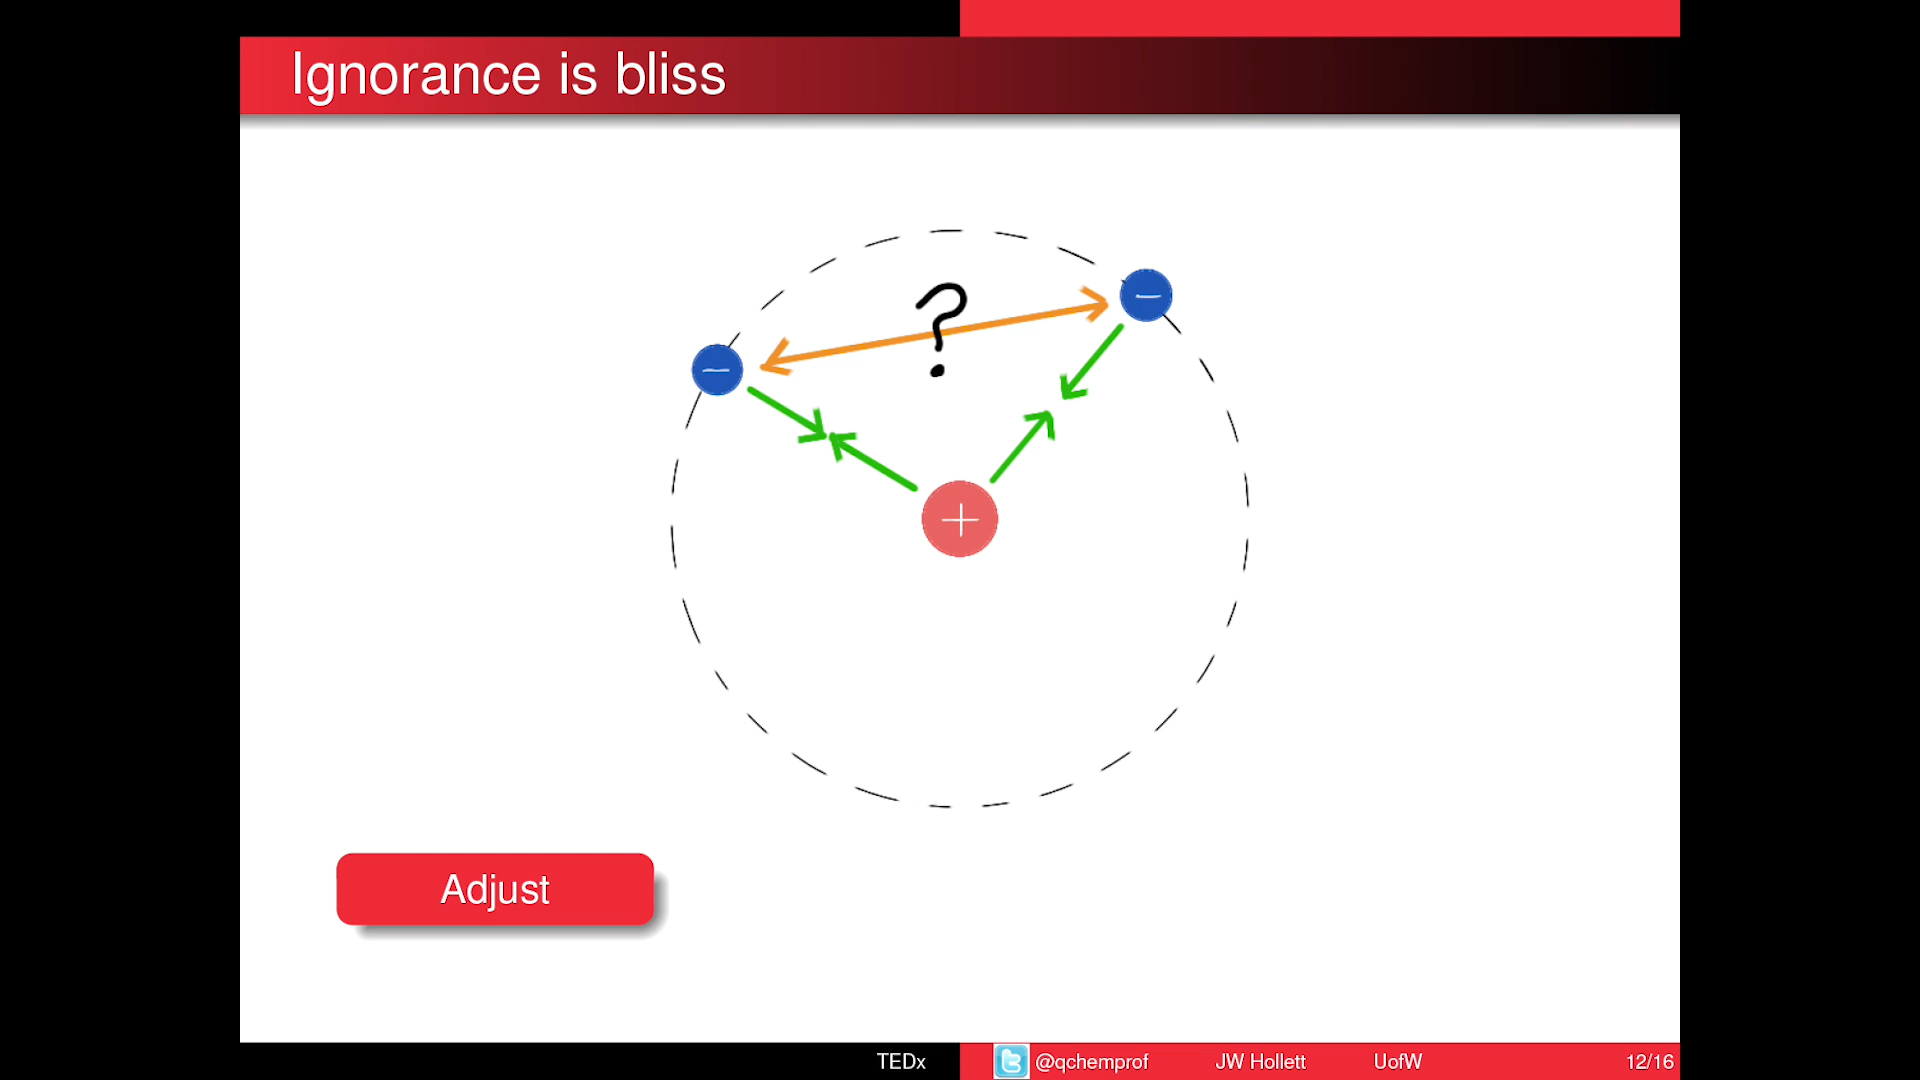 Ignorance is bliss
?
−
−
+
Adjust
TEDx
@qchemprof JW Hollett UofW 12/16